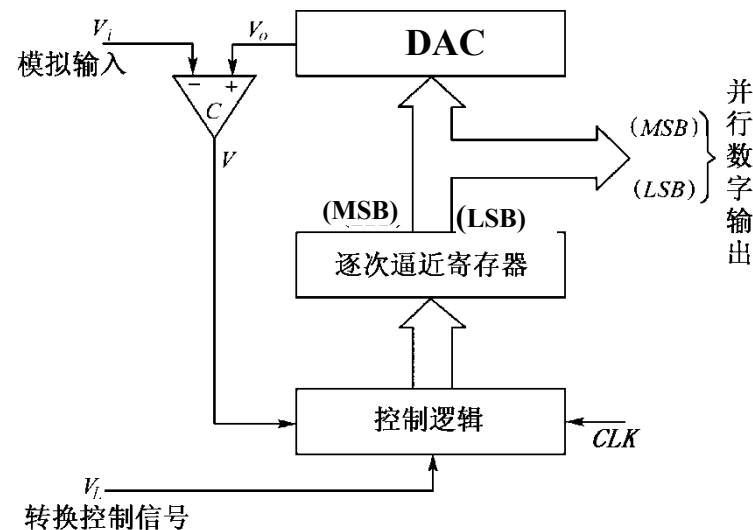 V_i
模拟输入
V_o
DAC
- +
C
V
(MSB)
(LSB)
并行数字输出
(MSB)
(LSB)
逐次逼近寄存器
控制逻辑
CLK
V_L
转换控制信号